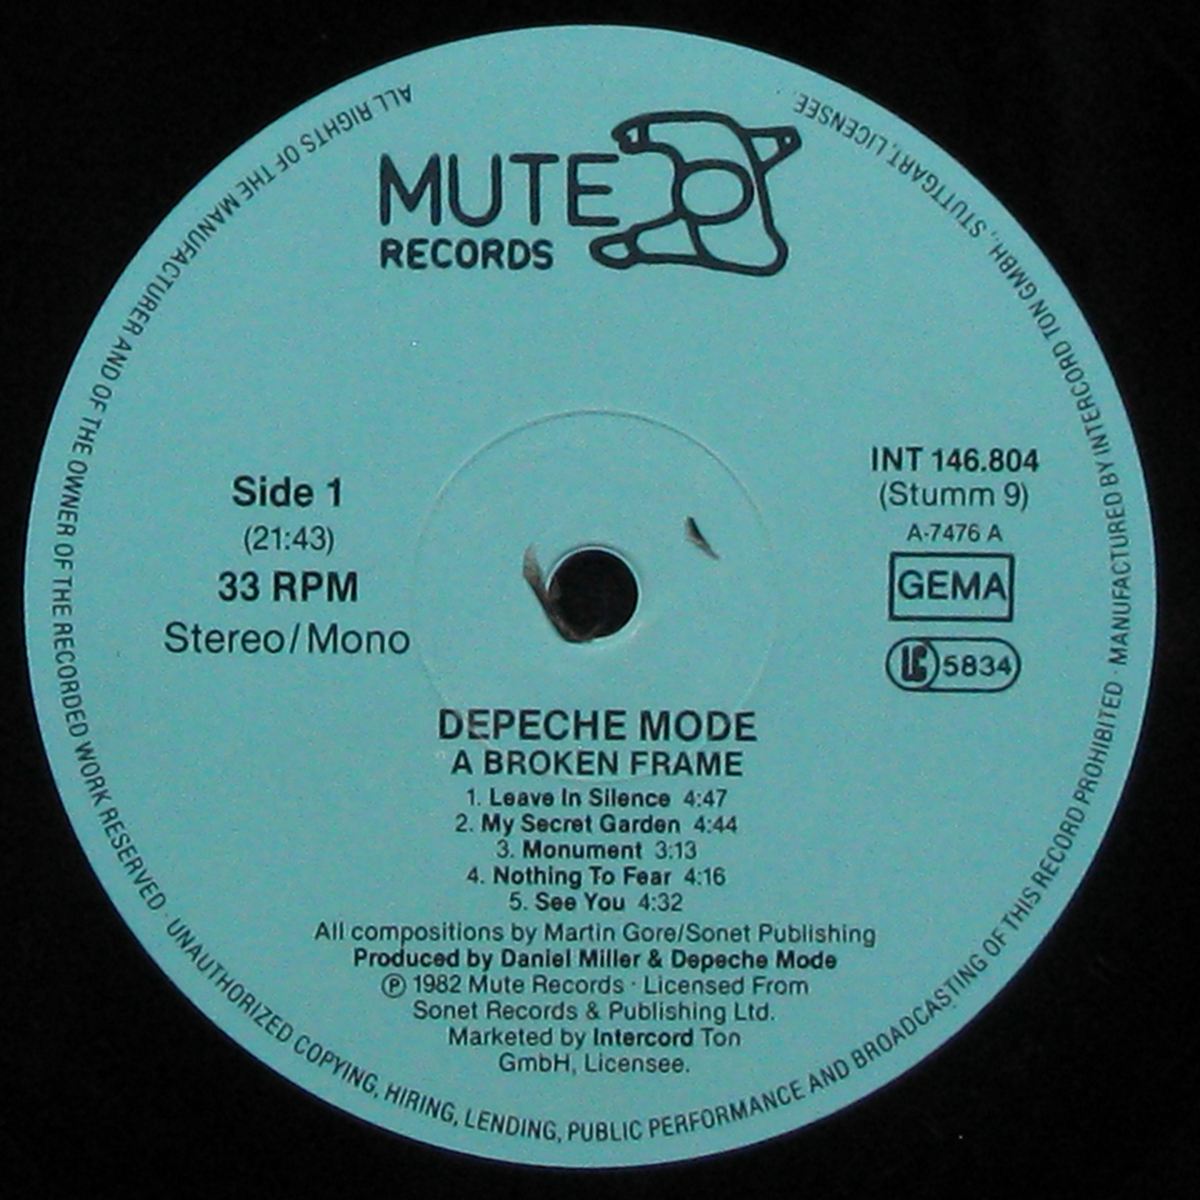 MUTE
RECORDS
Side 1
(21:43)
33 RPM
Stereo/Mono
INT 146.804
(Stumm 9)
A-7476 A
GEMA
LC 5834
DEPECHE MODE
A BROKEN FRAME
1. Leave In Silence 4:47
2. My Secret Garden 4:44
3. Monument 3:13
4. Nothing To Fear 4:16
5. See You 4:32
All compositions by Martin Gore/Sonet Publishing
Produced by Daniel Miller & Depeche Mode
Ⓟ 1982 Mute Records · Licensed From
Sonet Records & Publishing Ltd.
Marketed by Intercord Ton
GmbH, Licensee.
ALL RIGHTS OF THE MANUFACTURER AND OF THE OWNER OF THE RECORDED WORK RESERVED · UNAUTHORIZED COPYING, HIRING, LENDING, PUBLIC PERFORMANCE AND BROADCASTING OF THIS RECORD PROHIBITED · MANUFACTURED BY INTERCORD TON GMBH, STUTTGART, LICENSEE.